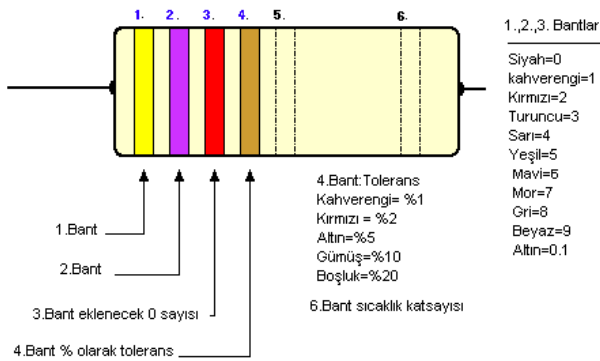 1. 2. 3. 4. 5. 6.
1.,2.,3. Bantlar
Siyah=0
kahverengi=1
Kırmızı=2
Turuncu=3
Sarı=4
Yeşil=5
Mavi=6
Mor=7
Gri=8
Beyaz=9
Altın=0.1
4.Bant:Tolerans
Kahverengi= %1
Kırmızı = %2
Altın=%5
Gümüş=%10
Boşluk=%20
6.Bant sıcaklık katsayısı
1.Bant
2.Bant
3.Bant eklenecek 0 sayısı
4.Bant % olarak tolerans